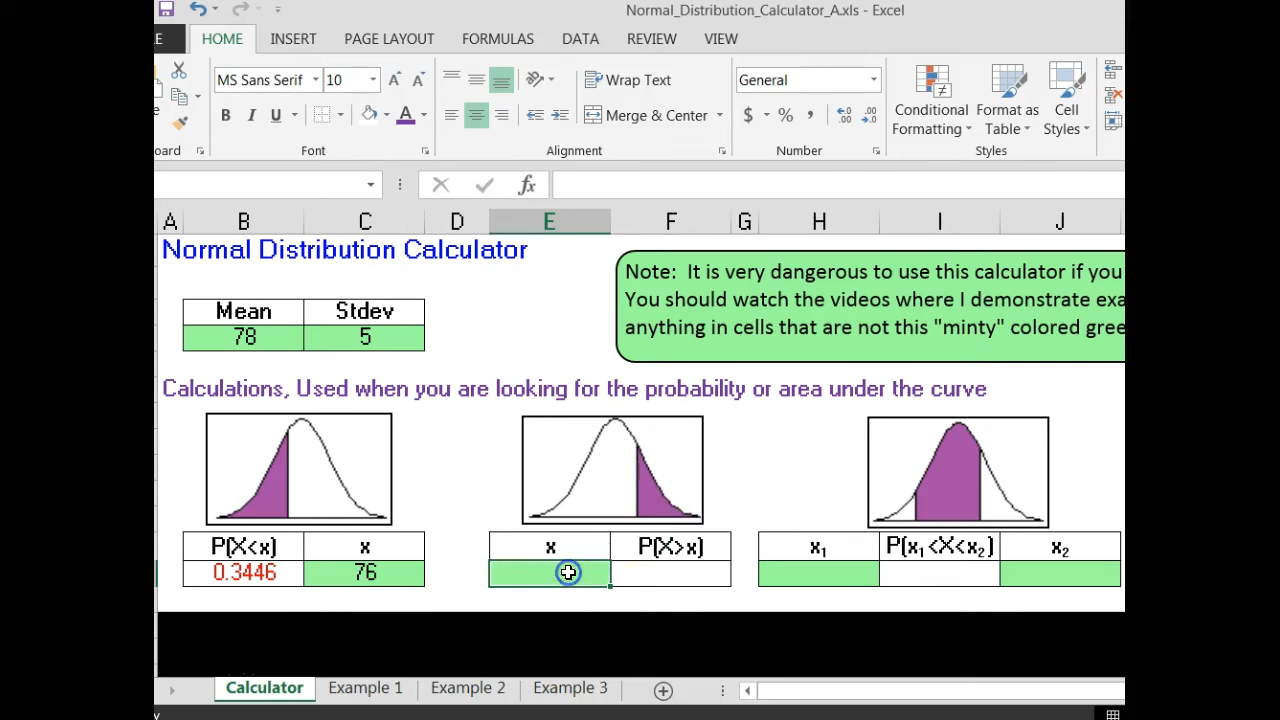 Normal_Distribution_Calculator_A.xls - Excel
E HOME INSERT PAGE LAYOUT FORMULAS DATA REVIEW VIEW
MS Sans Serif 10 A A Wrap Text General
e B I U A Merge & Center $ % , Conditional Formatting Format as Table Cell Styles
oard Font Alignment Number Styles
fx
A B C D E F G H I J
Normal Distribution Calculator
Note: It is very dangerous to use this calculator if you
You should watch the videos where I demonstrate exa
anything in cells that are not this "minty" colored gree
Mean Stdev
78 5
Calculations, Used when you are looking for the probability or area under the curve
P(X<x) x x P(X>x) x₁ P(x₁<X<x₂) x₂
0.3446 76
Calculator Example 1 Example 2 Example 3
y